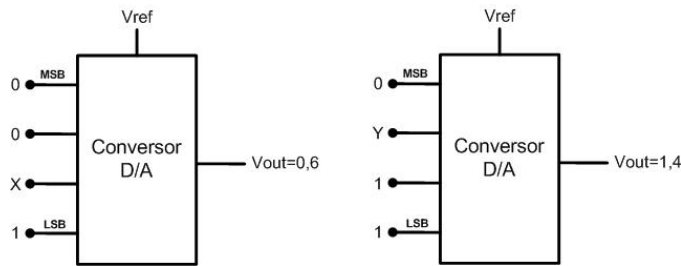 Vref
0
MSB
0
X
1
LSB
Conversor
D/A
Vout=0,6
Vref
0
MSB
Y
1
1
LSB
Conversor
D/A
Vout=1,4